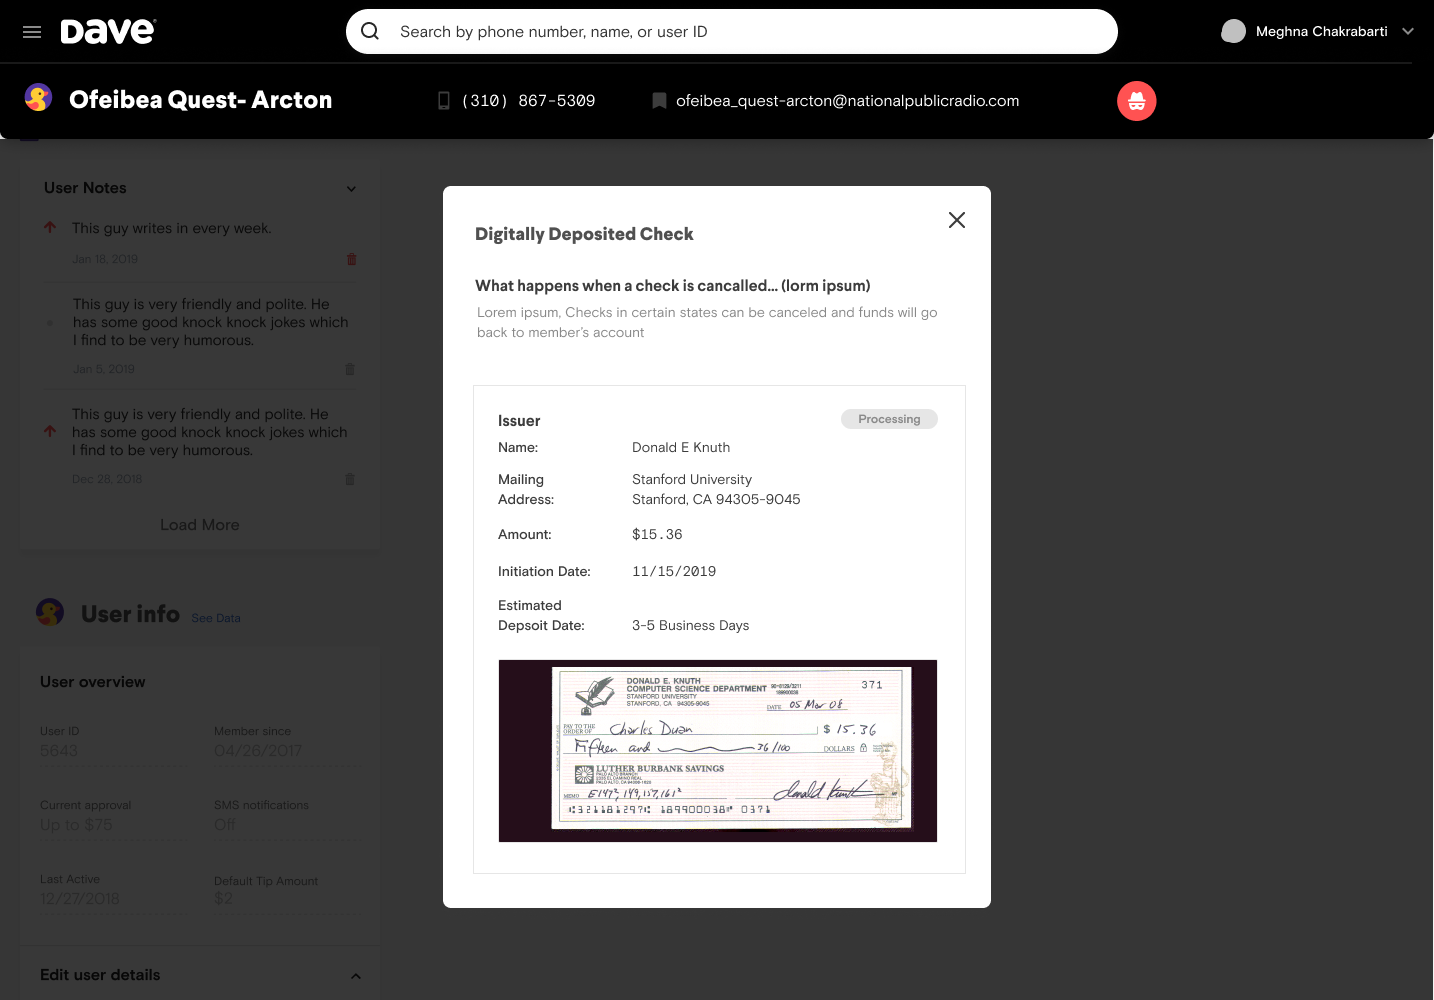 Dave
Search by phone number, name, or user ID
Meghna Chakrabarti
Ofeibea Quest- Arcton
(310) 867-5309
ofeibea_quest-arcton@nationalpublicradio.com
User Notes
This guy writes in every week.
Jan 18, 2019
This guy is very friendly and polite. He
has some good knock knock jokes which
I find to be very humorous.
Jan 5, 2019
This guy is very friendly and polite. He
has some good knock knock jokes which
I find to be very humorous.
Dec 28, 2018
Load More
User info See Data
User overview
User ID Member since
5643 04/26/2017
Current approval SMS notifications
Up to $75 Off
Last Active Default Tip Amount
12/27/2018 $2
Edit user details
Digitally Deposited Check
What happens when a check is cancalled... (lorm ipsum)
Lorem ipsum, Checks in certain states can be canceled and funds will go
back to member's account
Issuer Processing
Name: Donald E Knuth
Mailing Stanford University
Address: Stanford, CA 94305-9045
Amount: $15.36
Initiation Date: 11/15/2019
Estimated
Depsoit Date: 3-5 Business Days
DONALD E. KNUTH
COMPUTER SCIENCE DEPARTMENT 371
STANFORD UNIVERSITY
STANFORD, CA 94305-9045
DATE 05 Mar 08
PAY TO THE
ORDER OF Charles Duan $ 15.36
Fifteen and 36/100 DOLLARS
LUTHER BURBANK SAVINGS
PALO ALTO BRANCH
MEMO Donald Knuth